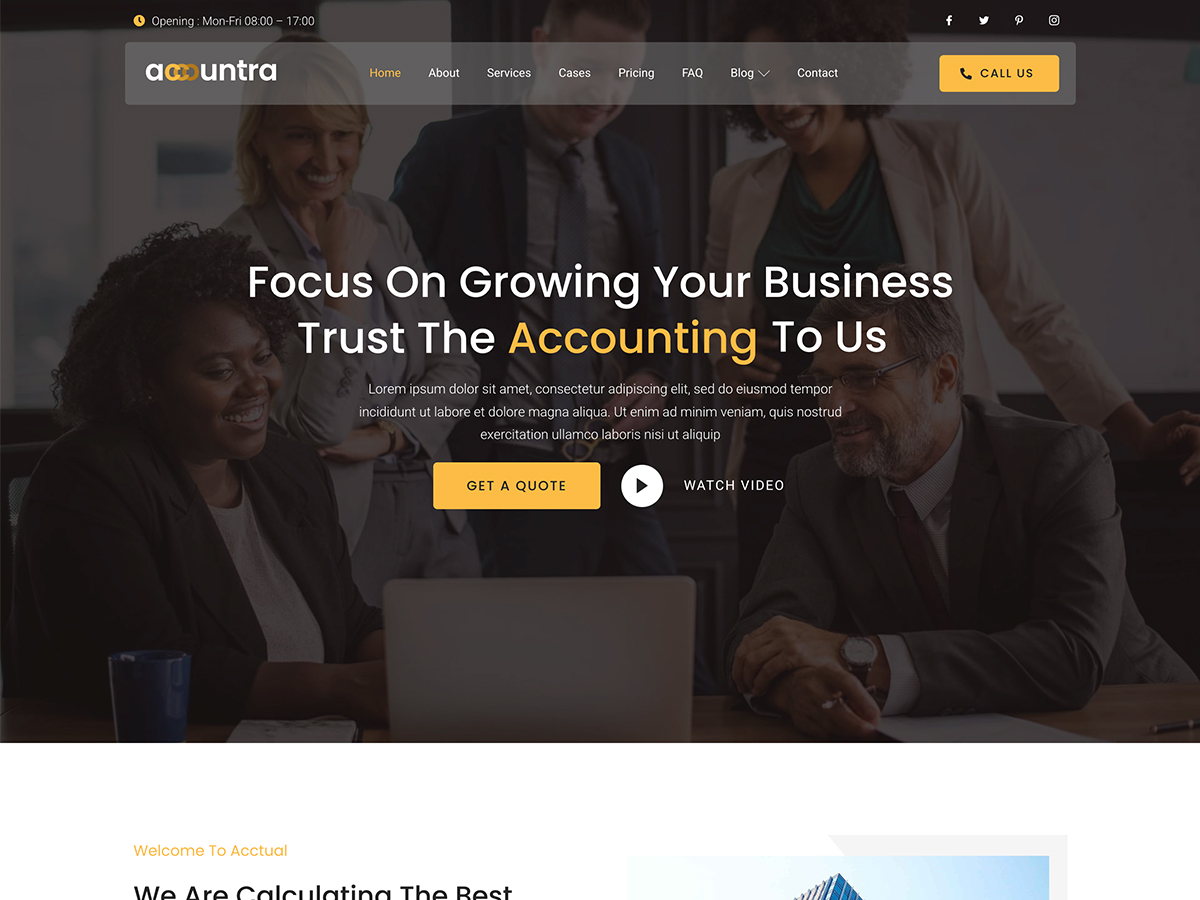 Opening : Mon-Fri 08:00 – 17:00
accountra
Home About Services Cases Pricing FAQ Blog Contact
CALL US
Focus On Growing Your Business
Trust The Accounting To Us
Lorem ipsum dolor sit amet, consectetur adipiscing elit, sed do eiusmod tempor
incididunt ut labore et dolore magna aliqua. Ut enim ad minim veniam, quis nostrud
exercitation ullamco laboris nisi ut aliquip
GET A QUOTE
WATCH VIDEO
Welcome To Acctual
We Are Calculating The Best